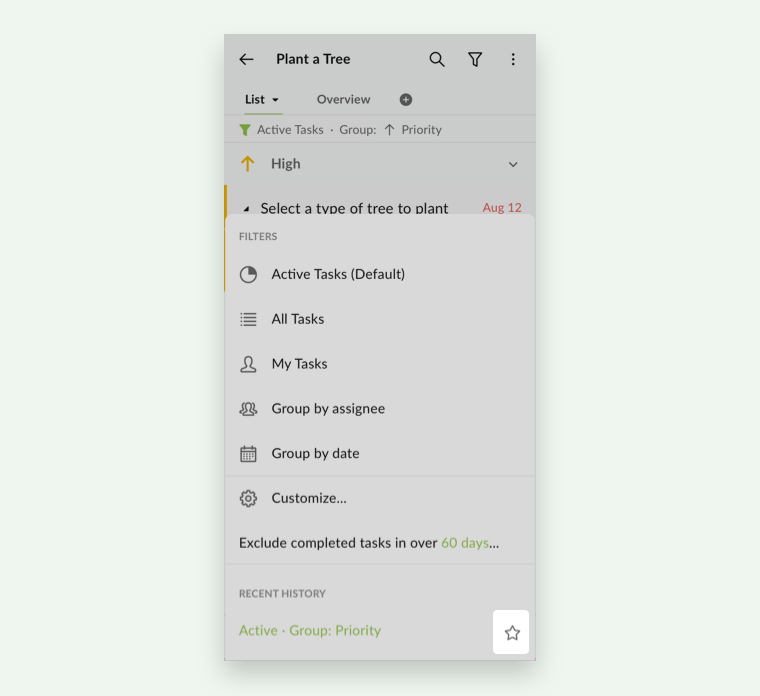 Plant a Tree
List Overview
Active Tasks · Group: Priority
High
Select a type of tree to plant Aug 12
FILTERS
Active Tasks (Default)
All Tasks
My Tasks
Group by assignee
Group by date
Customize...
Exclude completed tasks in over 60 days...
RECENT HISTORY
Active · Group: Priority